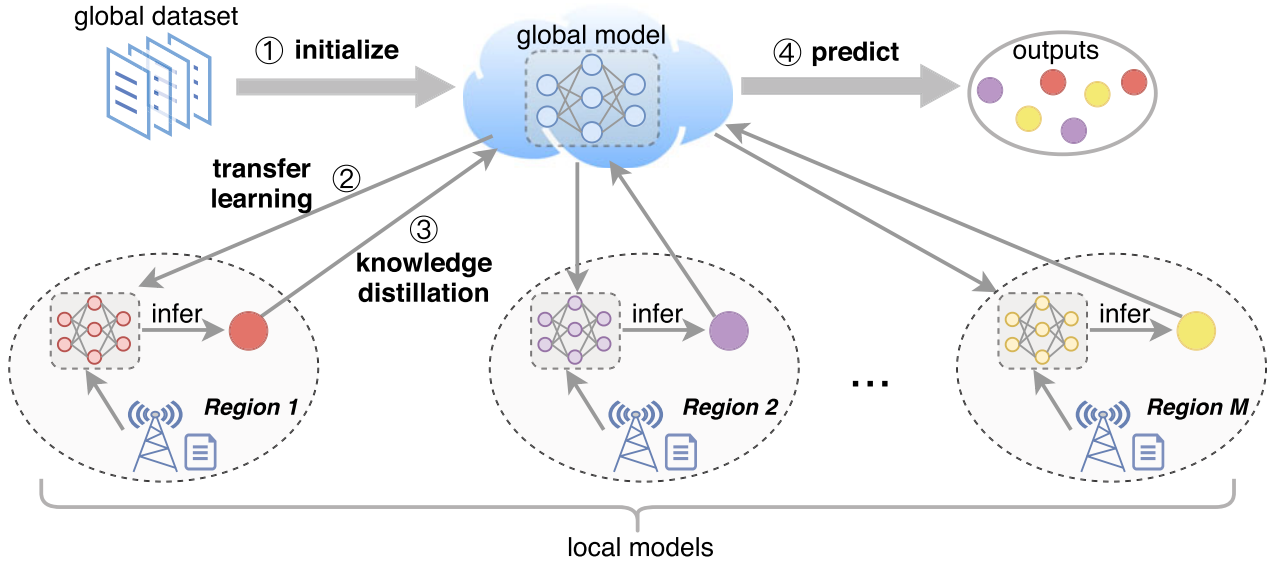 global dataset
① initialize
global model
④ predict
outputs
transfer
learning
②
③
knowledge
distillation
infer
infer
infer
Region 1
Region 2
...
Region M
local models